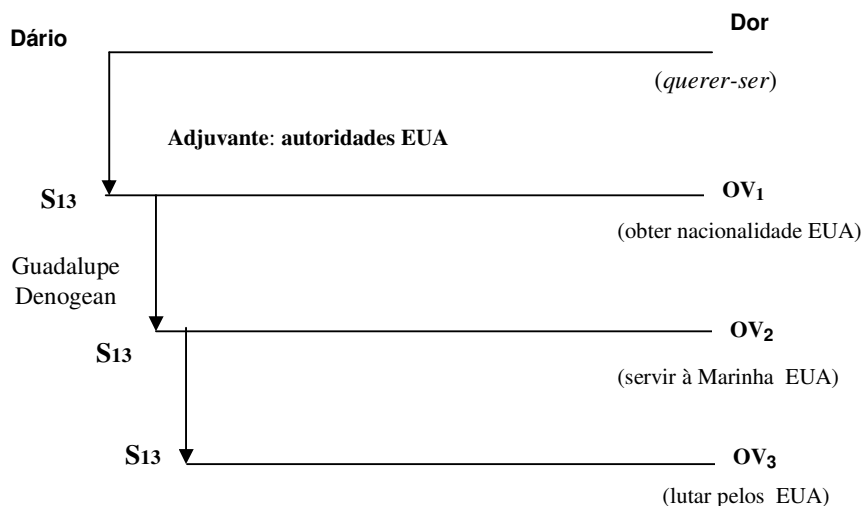 Dário
Dor
(querer-ser)
Adjuvante: autoridades EUA
S13
OV1
(obter nacionalidade EUA)
Guadalupe
Denogean
S13
OV2
(servir à Marinha EUA)
S13
OV3
(lutar pelos EUA)